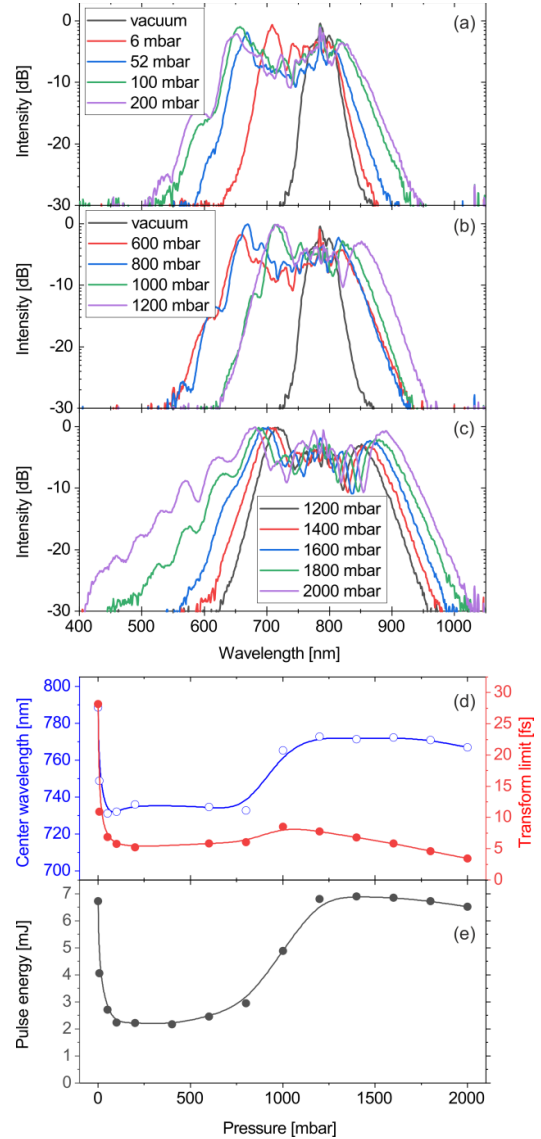 (a)
vacuum
6 mbar
52 mbar
100 mbar
200 mbar
Intensity [dB]
0
-10
-20
-30
(b)
vacuum
600 mbar
800 mbar
1000 mbar
1200 mbar
Intensity [dB]
0
-10
-20
-30
(c)
1200 mbar
1400 mbar
1600 mbar
1800 mbar
2000 mbar
Intensity [dB]
0
-10
-20
-30
400 500 600 700 800 900 1000
Wavelength [nm]
(d)
Center wavelength [nm]
800
780
760
740
720
700
Transform limit [fs]
30
25
20
15
10
5
0
(e)
Pulse energy [mJ]
7
6
5
4
3
2
1
0
0 500 1000 1500 2000
Pressure [mbar]